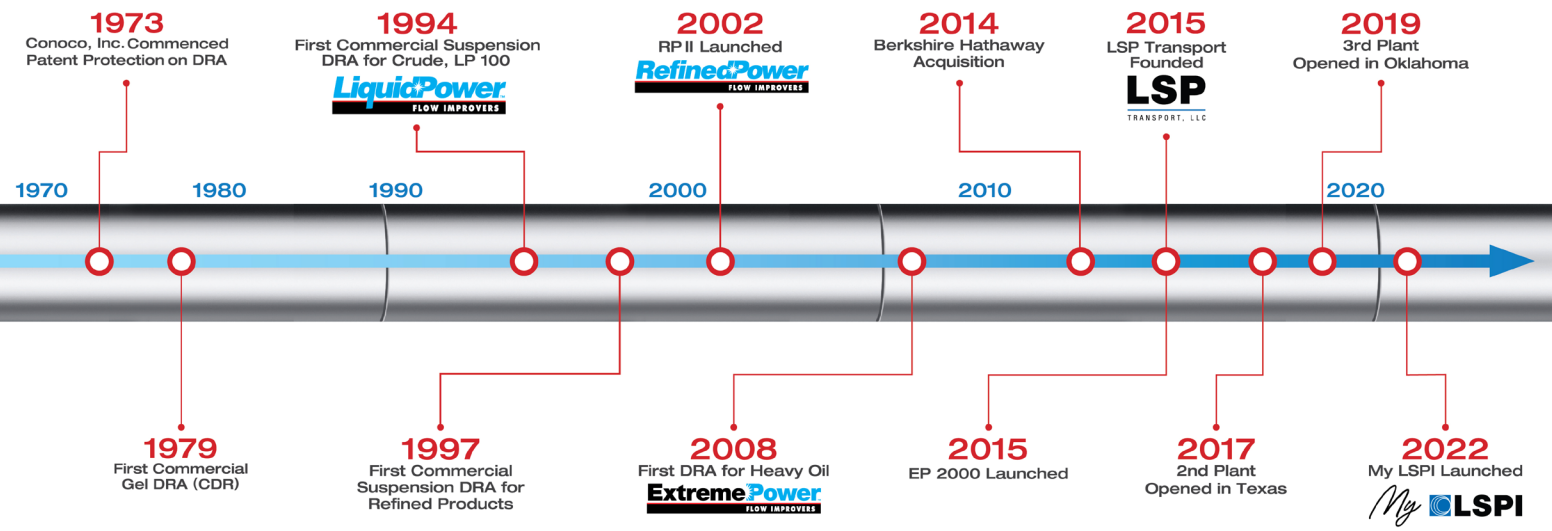 1973
Conoco, Inc. Commenced
Patent Protection on DRA
1994
First Commercial Suspension
DRA for Crude, LP 100
LiquidPower™
FLOW IMPROVERS
2002
RP II Launched
RefinedPower
FLOW IMPROVERS
2014
Berkshire Hathaway
Acquisition
2015
LSP Transport
Founded
LSP
TRANSPORT, LLC
2019
3rd Plant
Opened in Oklahoma
1970
1980
1990
2000
2010
2020
1979
First Commercial
Gel DRA (CDR)
1997
First Commercial
Suspension DRA for
Refined Products
2008
First DRA for Heavy Oil
ExtremePower
FLOW IMPROVERS
2015
EP 2000 Launched
2017
2nd Plant
Opened in Texas
2022
My LSPI Launched
My LSPI